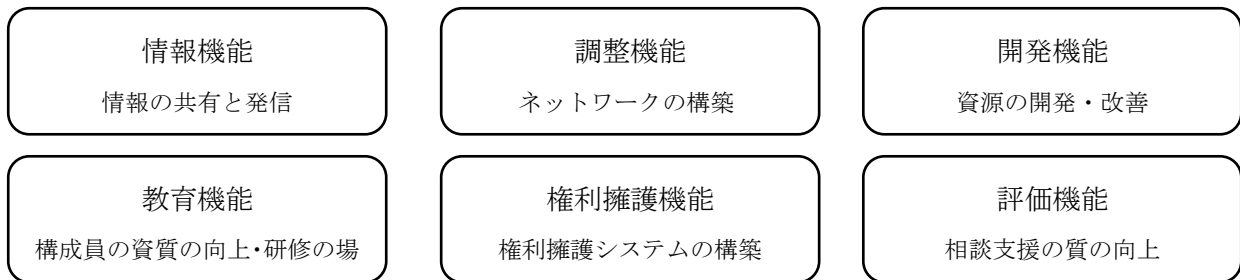 情報機能
情報の共有と発信
調整機能
ネットワークの構築
開発機能
資源の開発・改善
教育機能
構成員の資質の向上・研修の場
権利擁護機能
権利擁護システムの構築
評価機能
相談支援の質の向上